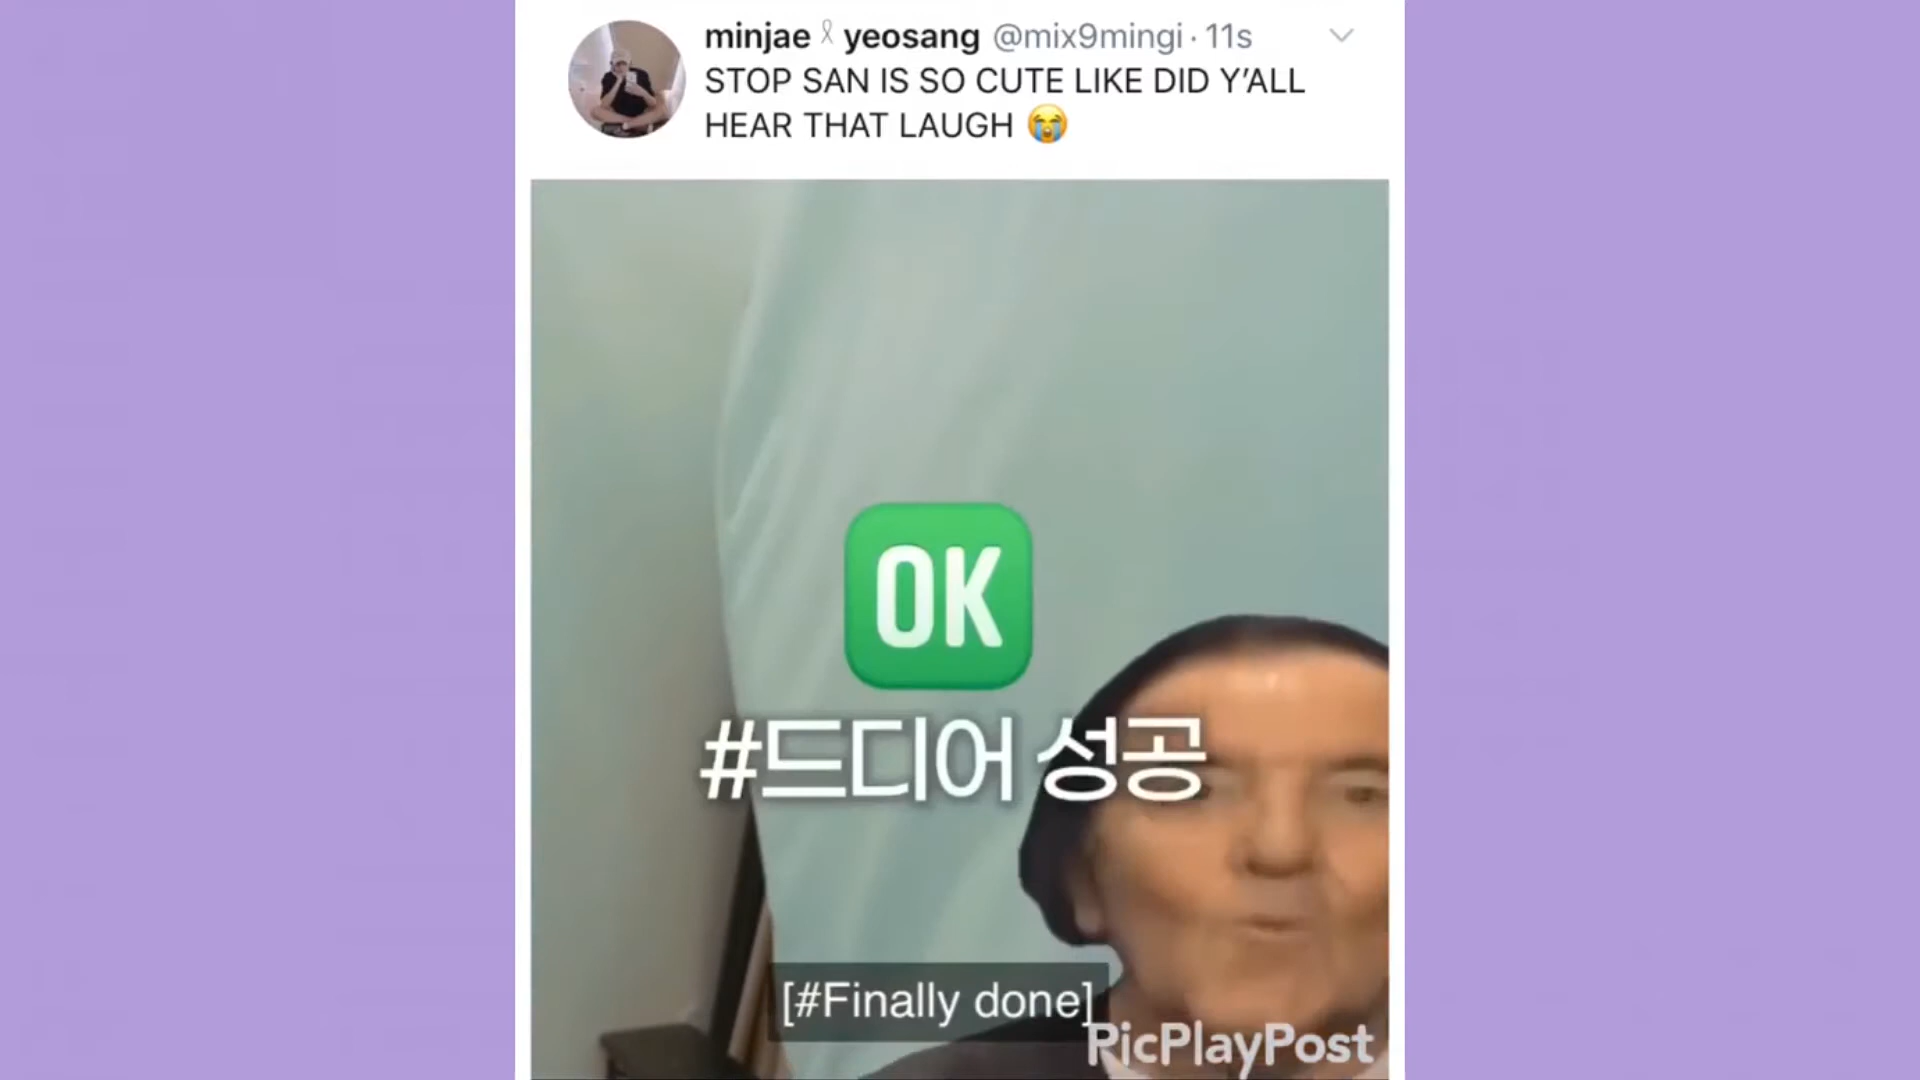 minjae🎗yeosang @mix9mingi · 11s
STOP SAN IS SO CUTE LIKE DID Y’ALL
HEAR THAT LAUGH 😭
OK
#드디어 성공
[#Finally done]
PicPlayPost